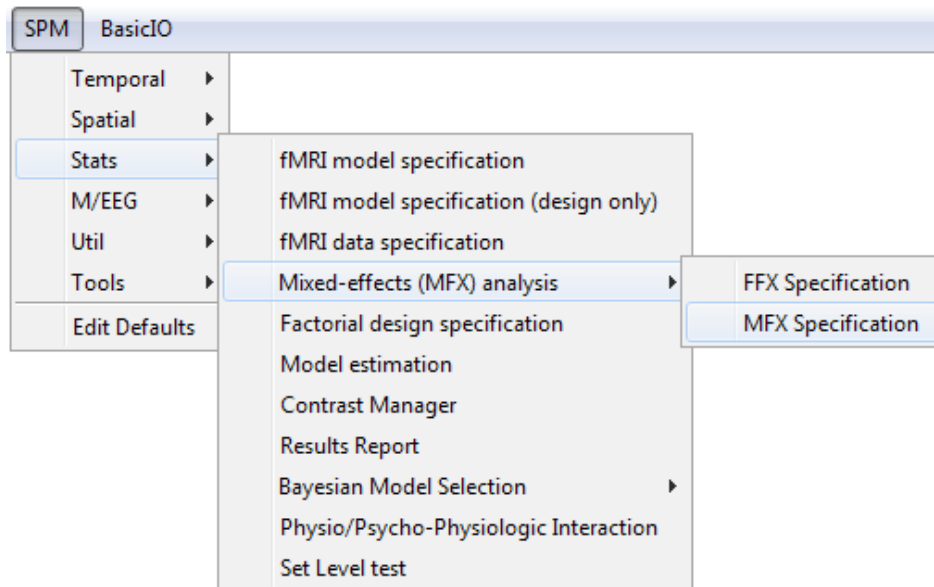 SPM BasicIO
Temporal
Spatial
Stats
M/EEG
Util
Tools
Edit Defaults
fMRI model specification
fMRI model specification (design only)
fMRI data specification
Mixed-effects (MFX) analysis
Factorial design specification
Model estimation
Contrast Manager
Results Report
Bayesian Model Selection
Physio/Psycho-Physiologic Interaction
Set Level test
FFX Specification
MFX Specification